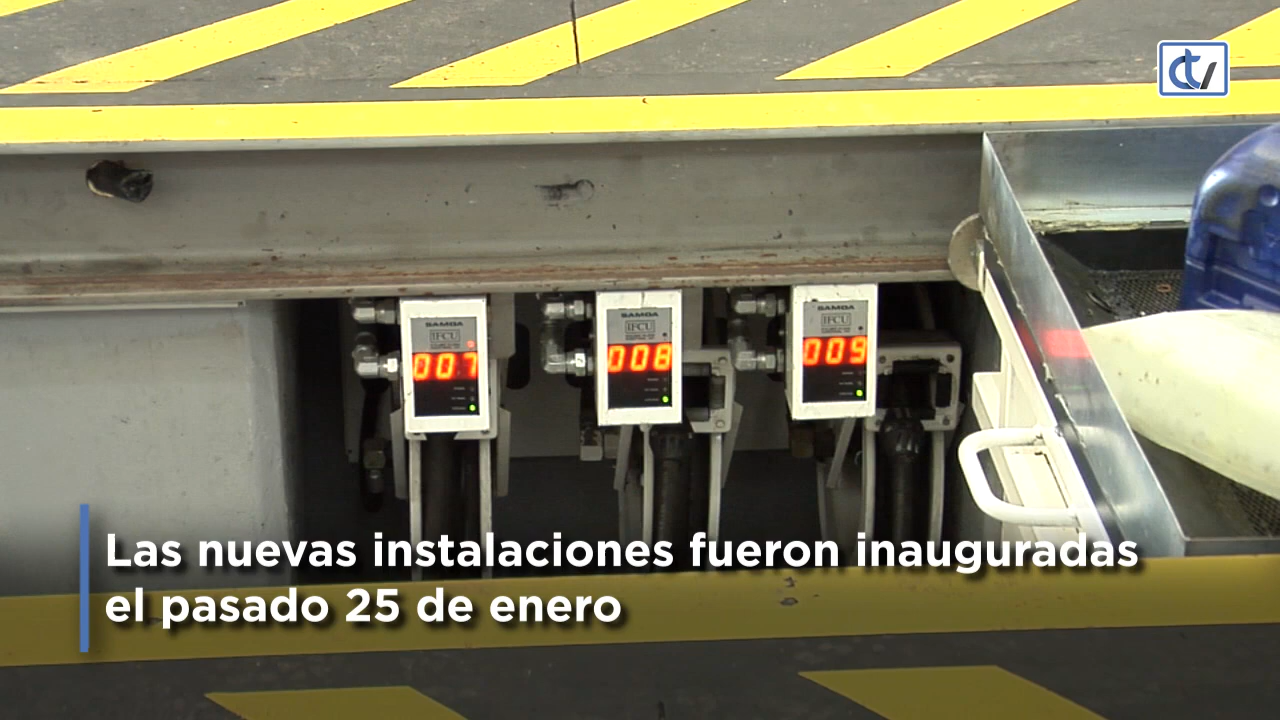 CTV
SAMOA
IFCU
007
SAMOA
IFCU
008
SAMOA
IFCU
009
Las nuevas instalaciones fueron inauguradas
el pasado 25 de enero